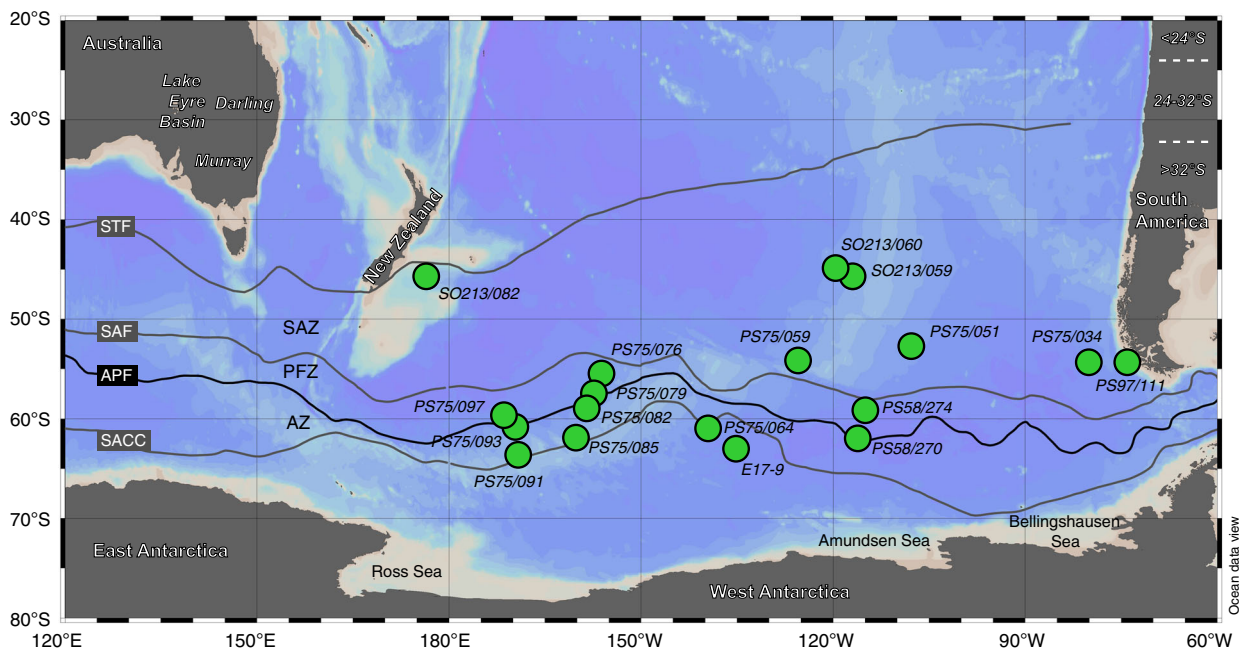 20°S
30°S
40°S
50°S
60°S
70°S
80°S
120°E
150°E
180°E
150°W
120°W
90°W
60°W
Australia
Lake
Eyre
Basin
Darling
Murray
New Zealand
<24°S
24-32°S
>32°S
South
America
STF
SAF
APF
SACC
SAZ
PFZ
AZ
SO213/082
SO213/060
SO213/059
PS75/059
PS75/051
PS75/034
PS97/111
PS75/076
PS75/079
PS75/082
PS75/085
PS75/097
PS75/093
PS75/091
PS75/064
E17-9
PS58/274
PS58/270
East Antarctica
Ross Sea
West Antarctica
Amundsen Sea
Bellingshausen
Sea
Ocean data view